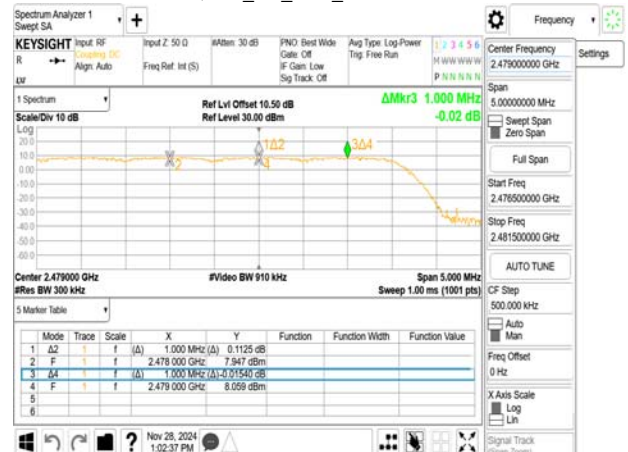 Spectrum Analyzer 1
Swept SA
Frequency
KEYSIGHT Input: RF Input Z: 50 Ω #Atten: 30 dB PNO: Best Wide Avg Type: Log-Power 1 2 3 4 5 6
R Coupling: DC Gate: Off Trig: Free Run M W W W W W
Align: Auto Freq Ref: Int (S) IF Gain: Low P N N N N N
Sig Track: Off
LXI
Center Frequency
2.479000000 GHz
Settings
Span
5.00000000 MHz
Swept Span
Zero Span
Full Span
Start Freq
2.476500000 GHz
Stop Freq
2.481500000 GHz
AUTO TUNE
CF Step
500.000 kHz
Auto
Man
Freq Offset
0 Hz
X Axis Scale
Log
Lin
Signal Track
(Span Zoom)
1 Spectrum Ref Lvl Offset 10.50 dB ΔMkr3 1.000 MHz
Scale/Div 10 dB Ref Level 30.00 dBm -0.02 dB
Log
20.0
10.0
0.00
-10.0
-20.0
-30.0
-40.0
-50.0
-60.0
1Δ2 3Δ4
2 4
Center 2.479000 GHz #Video BW 910 kHz Span 5.000 MHz
#Res BW 300 kHz Sweep 1.00 ms (1001 pts)
5 Marker Table
Mode Trace Scale X Y Function Function Width Function Value
1 Δ2 1 f (Δ) 1.000 MHz (Δ) 0.1125 dB
2 F 1 f 2.478 000 GHz 7.947 dBm
3 Δ4 1 f (Δ) 1.000 MHz (Δ) -0.01540 dB
4 F 1 f 2.479 000 GHz 8.059 dBm
5
6
? Nov 28, 2024
1:02:37 PM